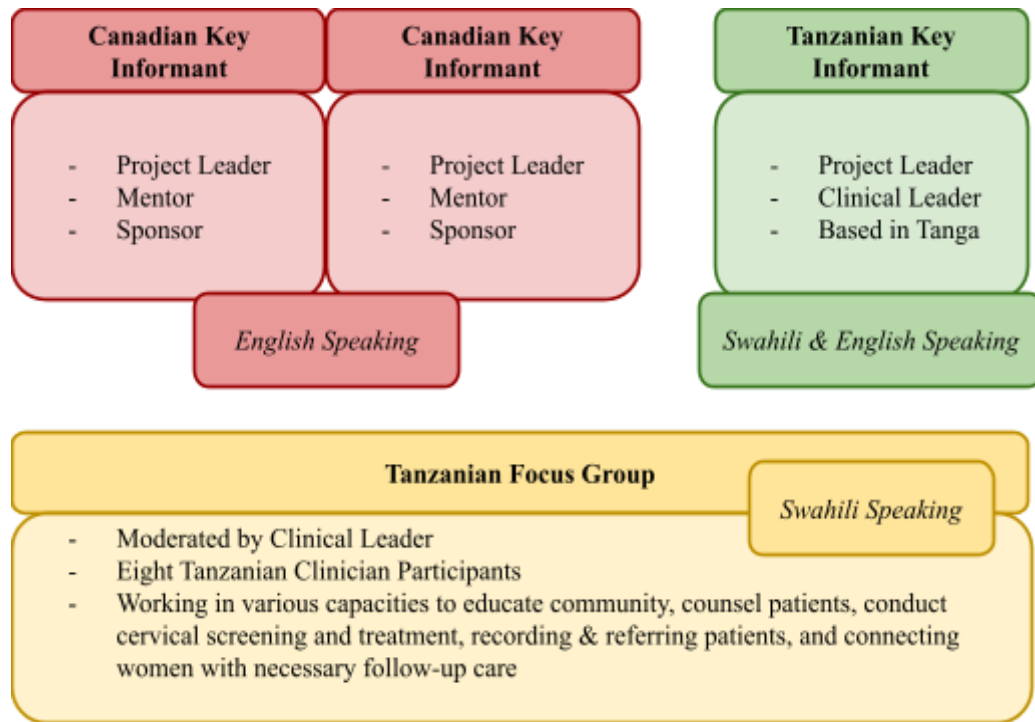 Canadian Key
Informant
- Project Leader
- Mentor
- Sponsor
Canadian Key
Informant
- Project Leader
- Mentor
- Sponsor
English Speaking
Tanzanian Key
Informant
- Project Leader
- Clinical Leader
- Based in Tanga
Swahili & English Speaking
Tanzanian Focus Group
Swahili Speaking
- Moderated by Clinical Leader
- Eight Tanzanian Clinician Participants
- Working in various capacities to educate community, counsel patients, conduct
cervical screening and treatment, recording & referring patients, and connecting
women with necessary follow-up care